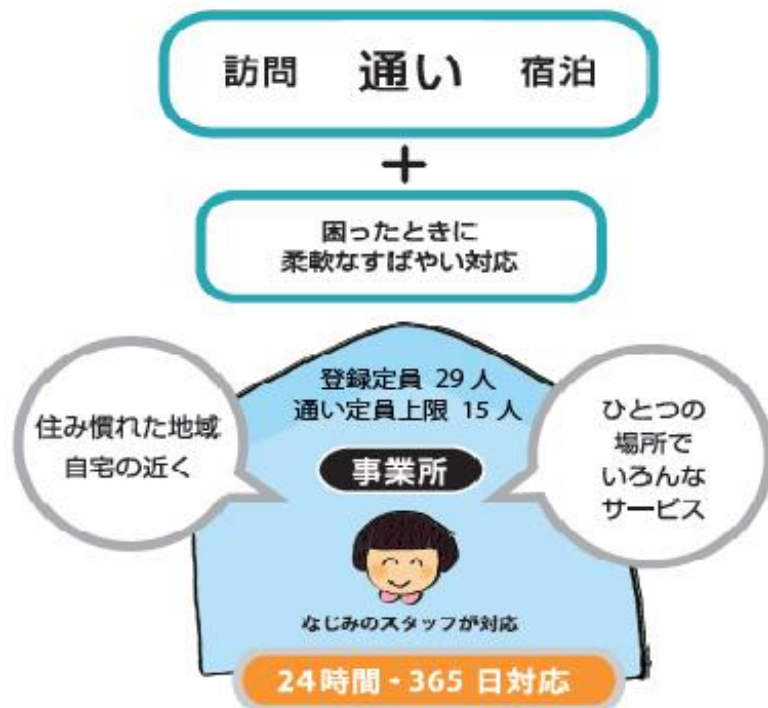 訪問 通い 宿泊
+
困ったときに
柔軟なすばやい対応
登録定員 29 人
通い定員上限 15 人
住み慣れた地域
自宅の近く
事業所
ひとつの
場所で
いろんな
サービス
なじみのスタッフが対応
24時間・365 日対応